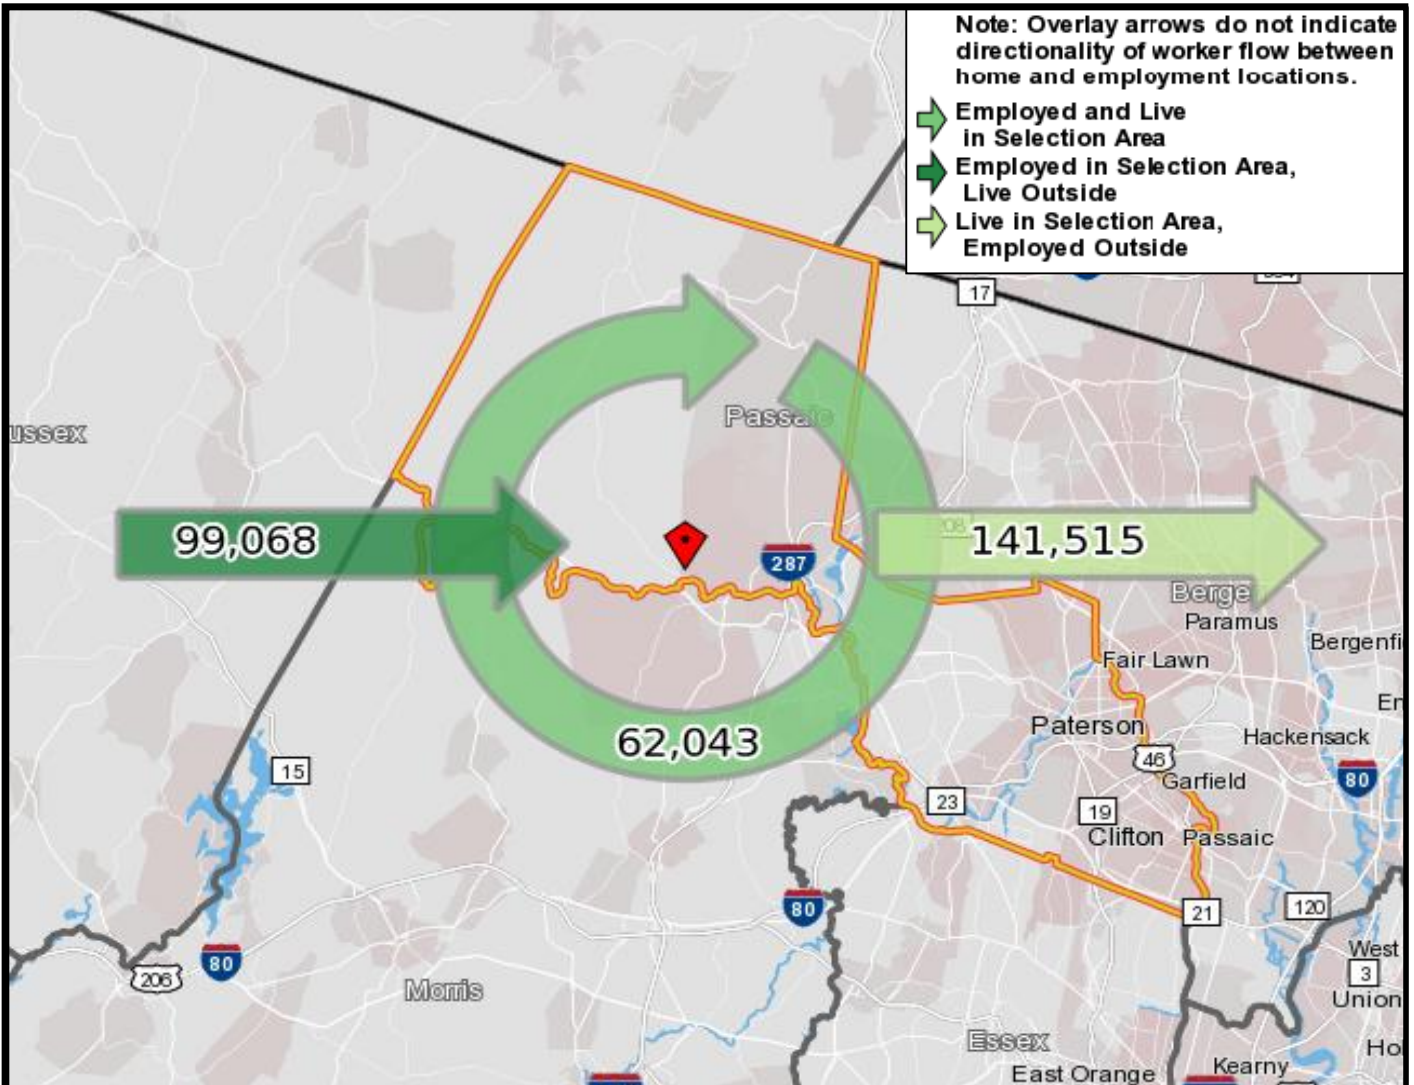 Note: Overlay arrows do not indicate
directionality of worker flow between
home and employment locations.
Employed and Live
in Selection Area
Employed in Selection Area,
Live Outside
Live in Selection Area,
Employed Outside
17
Passaic
ussex
99,068
141,515
287
Berge
Paramus
Bergenfi
Fair Lawn
En
Paterson
62,043
Hackensack
46
15
80
Garfield
23
19
Clifton
Passaic
80
21
120
West
206
80
3
Morris
Union
Essex
Ho
East Orange
Kearny